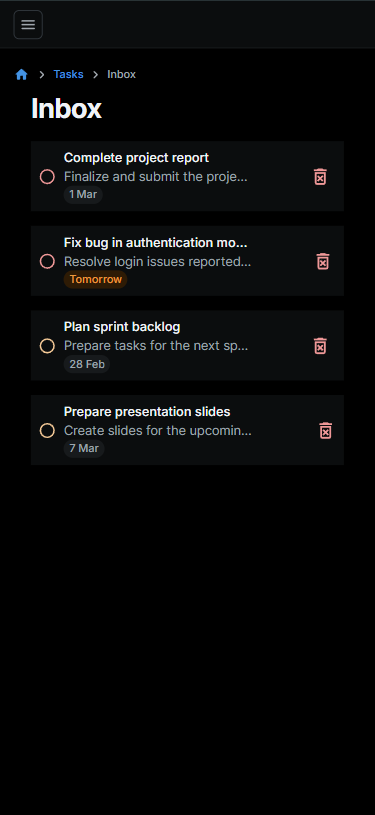 Tasks Inbox
Inbox
Complete project report
Finalize and submit the proje...
1 Mar
Fix bug in authentication mo...
Resolve login issues reported...
Tomorrow
Plan sprint backlog
Prepare tasks for the next sp...
28 Feb
Prepare presentation slides
Create slides for the upcomin...
7 Mar